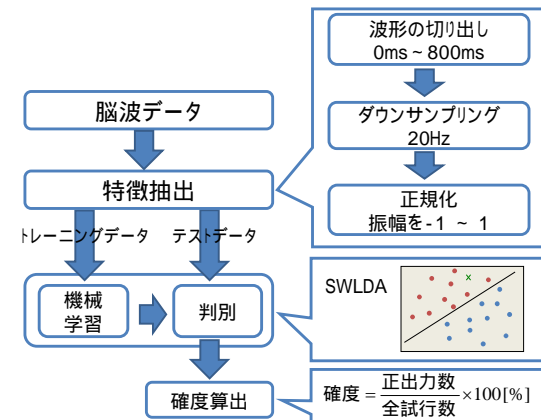 脳波データ
特徴抽出
トレーニングデータ
テストデータ
機械
学習
判別
確度算出
波形の切り出し
0ms ~ 800ms
ダウンサンプリング
20Hz
正規化
振幅を-1 ~ 1
SWLDA
x
確度 = 正出力数/全試行数 ×100[%]